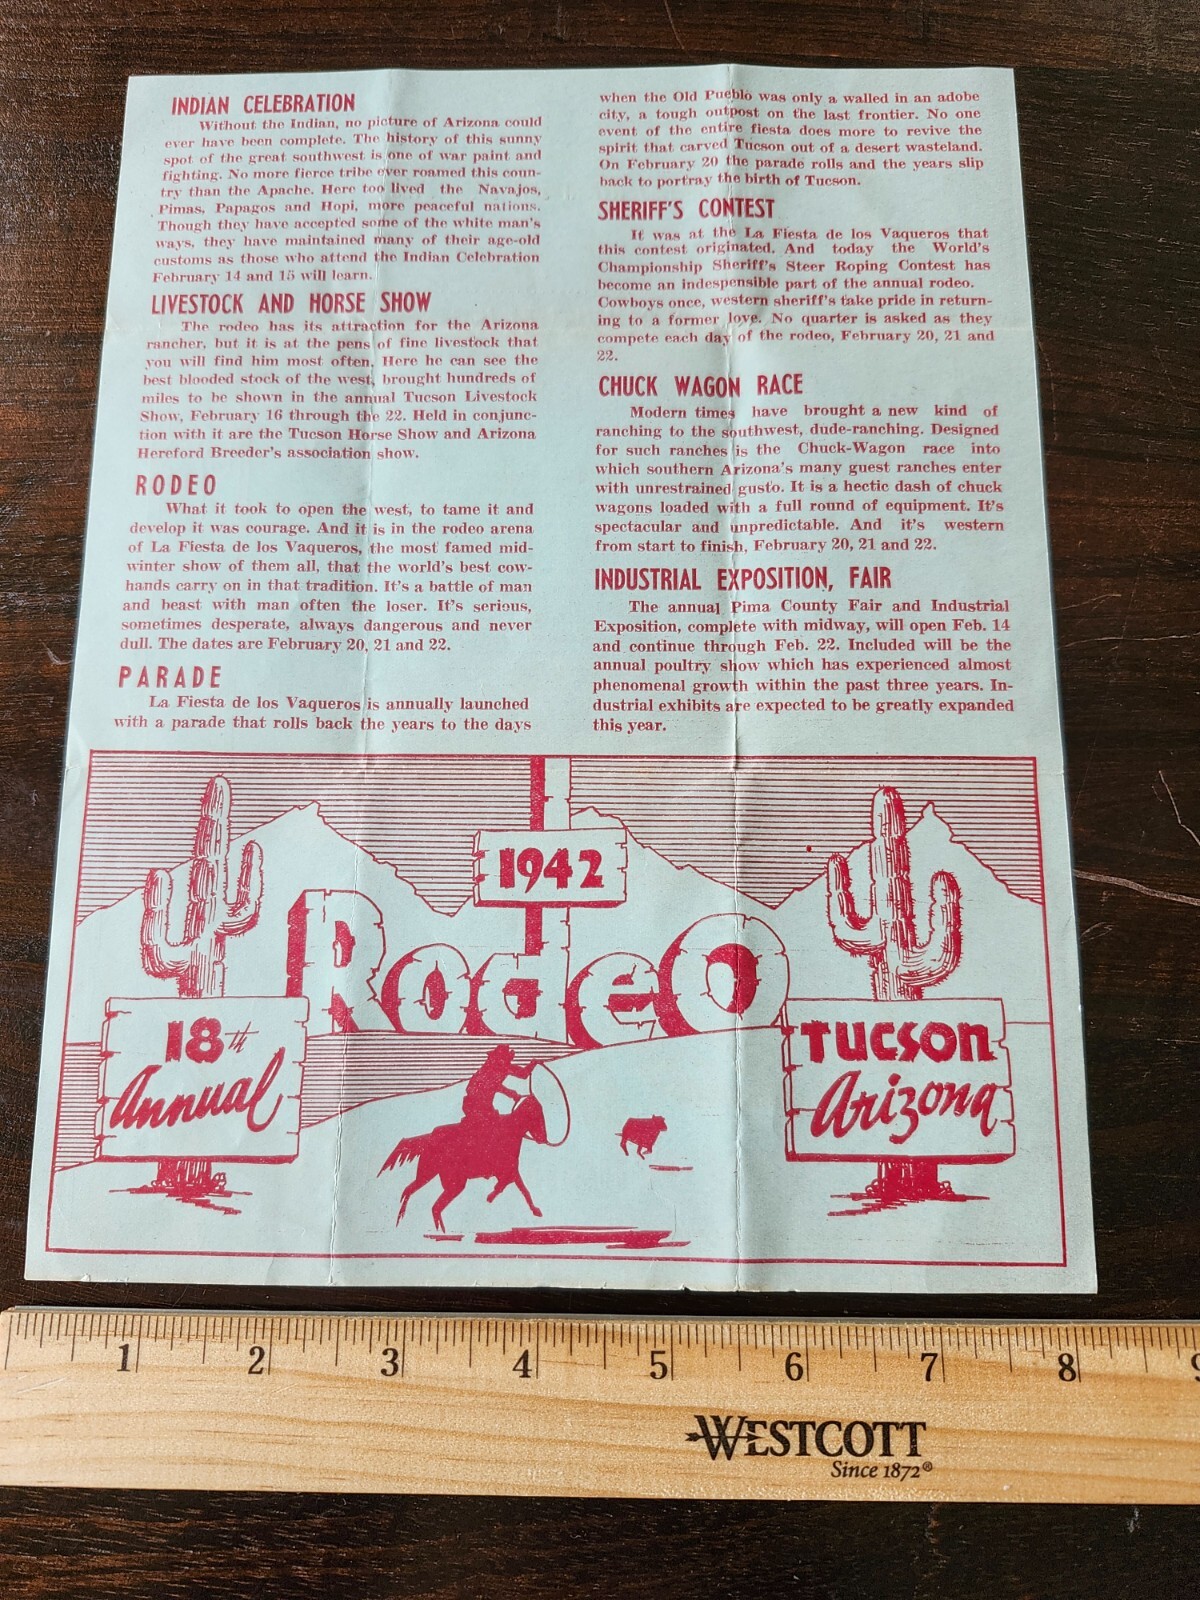 INDIAN CELEBRATION
Without the Indian, no picture of Arizona could
ever have been complete. The history of this sunny
spot of the great southwest is one of war paint and
fighting. No more fierce tribe ever roamed this coun-
try than the Apache. Here too lived the Navajos,
Pimas, Papagos and Hopi, more peaceful nations.
Though they have accepted some of the white man's
ways, they have maintained many of their age-old
customs as those who attend the Indian Celebration
February 14 and 15 will learn.
LIVESTOCK AND HORSE SHOW
The rodeo has its attraction for the Arizona
rancher, but it is at the pens of fine livestock that
you will find him most often. Here he can see the
best blooded stock of the west, brought hundreds of
miles to be shown in the annual Tucson Livestock
Show, February 16 through the 22. Held in conjunc-
tion with it are the Tucson Horse Show and Arizona
Hereford Breeder's association show.
RODEO
What it took to open the west, to tame it and
develop it was courage. And it is in the rodeo arena
of La Fiesta de los Vaqueros, the most famed mid-
winter show of them all, that the world's best cow-
hands carry on in that tradition. It's a battle of man
and beast with man often the loser. It's serious,
sometimes desperate, always dangerous and never
dull. The dates are February 20, 21 and 22.
PARADE
La Fiesta de los Vaqueros is annually launched
with a parade that rolls back the years to the days
when the Old Pueblo was only a walled in an adobe
city, a tough outpost on the last frontier. No one
event of the entire fiesta does more to revive the
spirit that carved Tucson out of a desert wasteland.
On February 20 the parade rolls and the years slip
back to portray the birth of Tucson.
SHERIFF'S CONTEST
It was at the La Fiesta de los Vaqueros that
this contest originated. And today the World's
Championship Sheriff's Steer Roping Contest has
become an indespensible part of the annual rodeo.
Cowboys once, western sheriff's take pride in return-
ing to a former love. No quarter is asked as they
compete each day of the rodeo, February 20, 21 and
22.
CHUCK WAGON RACE
Modern times have brought a new kind of
ranching to the southwest, dude-ranching. Designed
for such ranches is the Chuck-Wagon race into
which southern Arizona's many guest ranches enter
with unrestrained gusto. It is a hectic dash of chuck
wagons loaded with a full round of equipment. It's
spectacular and unpredictable. And it's western
from start to finish, February 20, 21 and 22.
INDUSTRIAL EXPOSITION, FAIR
The annual Pima County Fair and Industrial
Exposition, complete with midway, will open Feb. 14
and continue through Feb. 22. Included will be the
annual poultry show which has experienced almost
phenomenal growth within the past three years. In-
dustrial exhibits are expected to be greatly expanded
this year.
1942
Rodeo
18th
Annual
TUCSON
Arizona
1 2 3 4 5 6 7 8 9
WESTCOTT
Since 1872®